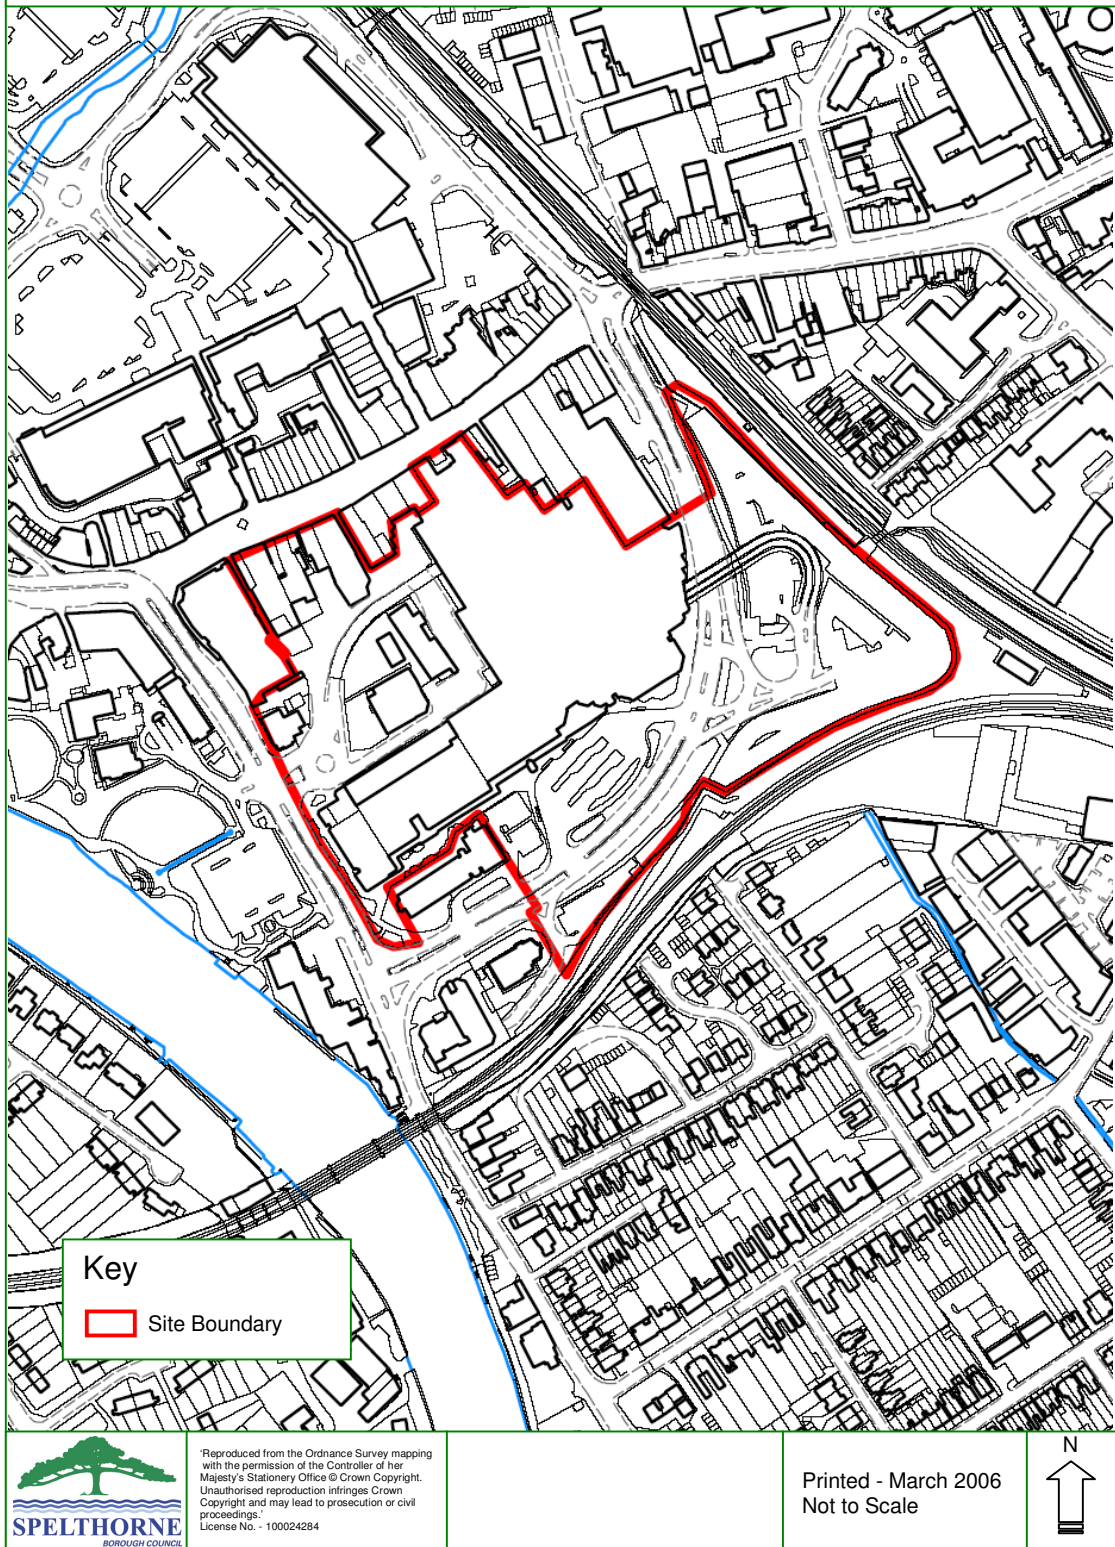 Key
Site Boundary
SPELTHORNE
BOROUGH COUNCIL
'Reproduced from the Ordnance Survey mapping
with the permission of the Controller of her
Majesty's Stationery Office © Crown Copyright.
Unauthorised reproduction infringes Crown
Copyright and may lead to prosecution or civil
proceedings.'
License No. - 100024284
Printed - March 2006
Not to Scale
N